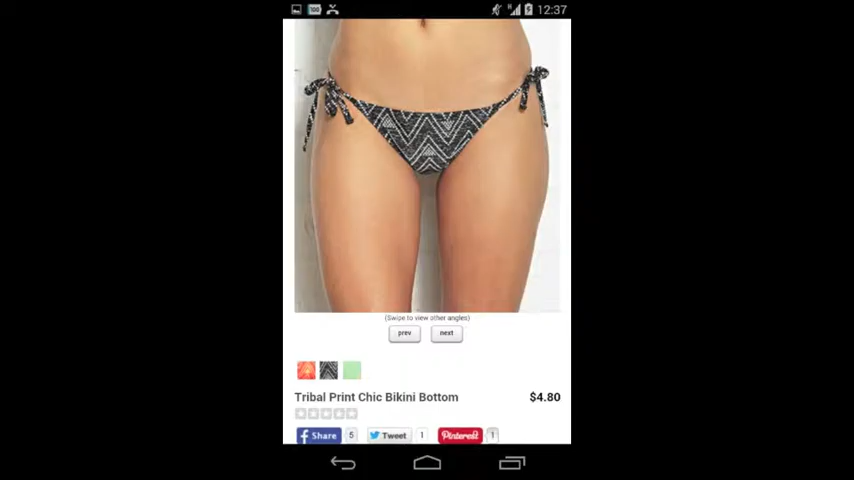 100
H
12:37
(Swipe to view other angles)
prev
next
Tribal Print Chic Bikini Bottom
$4.80
f Share 5
Tweet 1
Pinterest 1